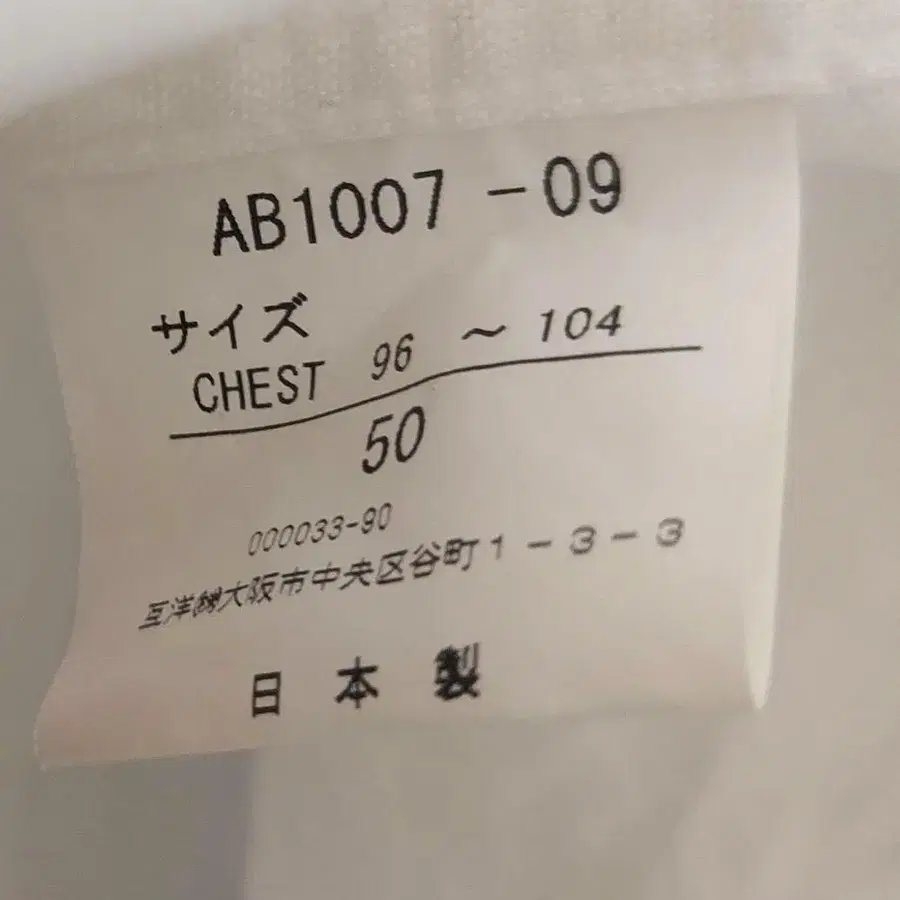 AB1007 -09
サイズ
CHEST 96 ～ 104
50
000033-90
互洋㈱大阪市中央区谷町1-3-3
日本製